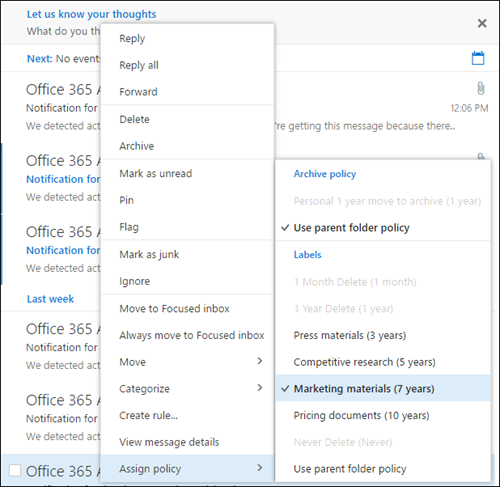 Let us know your thoughts
What do you th
Next: No events
Office 365 A
Notification for
12:06 PM
We detected act
're getting this message because there..
Office 365 A
Notification for
We detected act
Office 365 A
Notification for
We detected act
Last week
Office 365 A
Notification for
We detected act
Office 365 A
Notification for
We detected act
Office 365 A
Reply
Reply all
Forward
Delete
Archive
Mark as unread
Pin
Flag
Mark as junk
Ignore
Move to Focused inbox
Always move to Focused inbox
Move
Categorize
Create rule...
View message details
Assign policy
Archive policy
Personal 1 year move to archive (1 year)
Use parent folder policy
Labels
1 Month Delete (1 month)
1 Year Delete (1 year)
Press materials (3 years)
Competitive research (5 years)
Marketing materials (7 years)
Pricing documents (10 years)
Never Delete (Never)
Use parent folder policy